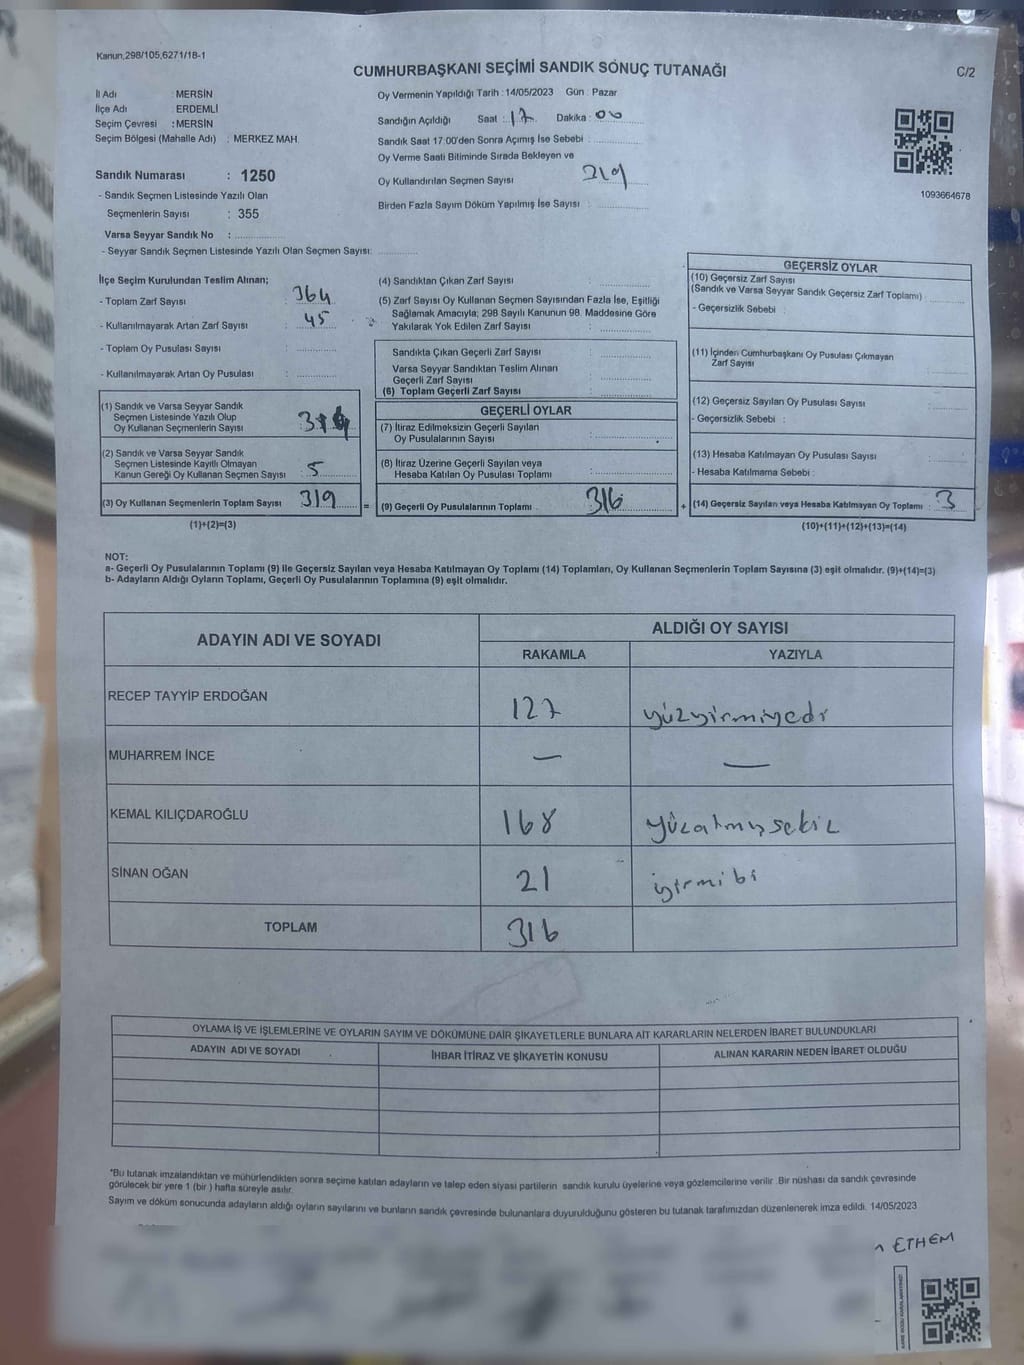 Kanun,298/105,6271/18-1
CUMHURBAŞKANI SEÇİMİ SANDIK SONUÇ TUTANAĞI
C/2
İl Adı : MERSİN
İlçe Adı : ERDEMLİ
Seçim Çevresi : MERSİN
Seçim Bölgesi (Mahalle Adı) : MERKEZ MAH.
Sandık Numarası : 1250
- Sandık Seçmen Listesinde Yazılı Olan
Seçmenlerin Sayısı : 355
Varsa Seyyar Sandık No :
- Seyyar Sandık Seçmen Listesinde Yazılı Olan Seçmen Sayısı:
Oy Vermenin Yapıldığı Tarih : 14/05/2023 Gün : Pazar
Sandığın Açıldığı Saat : 17 Dakika : 00
Sandık Saat 17:00'den Sonra Açımış İse Sebebi :
Oy Verme Saati Bitiminde Sırada Bekleyen ve
Oy Kullandırılan Seçmen Sayısı
Birden Fazla Sayım Döküm Yapılmış İse Sayısı :
1093664678
İlçe Seçim Kurulundan Teslim Alınan;
- Toplam Zarf Sayısı : 364
- Kullanılmayarak Artan Zarf Sayısı : 45
- Toplam Oy Pusulası Sayısı :
- Kullanılmayarak Artan Oy Pusulası :
(1) Sandık ve Varsa Seyyar Sandık
Seçmen Listesinde Yazılı Olup
Oy Kullanan Seçmenlerin Sayısı
(2) Sandık ve Varsa Seyyar Sandık
Seçmen Listesinde Kayıtlı Olmayan
Kanun Gereği Oy Kullanan Seçmen Sayısı 5
(3) Oy Kullanan Seçmenlerin Toplam Sayısı 319
(1)+(2)=(3)
(4) Sandıktan Çıkan Zarf Sayısı :
(5) Zarf Sayısı Oy Kullanan Seçmen Sayısından Fazla İse, Eşitliği
Sağlamak Amacıyla; 298 Sayılı Kanunun 98. Maddesine Göre
Yakılarak Yok Edilen Zarf Sayısı :
Sandıkta Çıkan Geçerli Zarf Sayısı :
Varsa Seyyar Sandıktan Teslim Alınan
Geçerli Zarf Sayısı :
(6) Toplam Geçerli Zarf Sayısı :
GEÇERLİ OYLAR
(7) İtiraz Edilmeksizin Geçerli Sayılan
Oy Pusulalarının Sayısı :
(8) İtiraz Üzerine Geçerli Sayılan veya
Hesaba Katılan Oy Pusulası Toplamı :
= (9) Geçerli Oy Pusulalarının Toplamı 316 +
GEÇERSİZ OYLAR
(10) Geçersiz Zarf Sayısı
(Sandık ve Varsa Seyyar Sandık Geçersiz Zarf Toplamı) :
- Geçersizlik Sebebi :
(11) İçinden Cumhurbaşkanı Oy Pusulası Çıkmayan
Zarf Sayısı :
(12) Geçersiz Sayılan Oy Pusulası Sayısı :
- Geçersizlik Sebebi :
(13) Hesaba Katılmayan Oy Pusulası Sayısı :
- Hesaba Katılmama Sebebi :
(14) Geçersiz Sayılan veya Hesaba Katılmayan Oy Toplamı : 3
(10)+(11)+(12)+(13)=(14)
NOT:
a- Geçerli Oy Pusulalarının Toplamı (9) ile Geçersiz Sayılan veya Hesaba Katılmayan Oy Toplamı (14) Toplamları, Oy Kullanan Seçmenlerin Toplam Sayısına (3) eşit olmalıdır. (9)+(14)=(3)
b- Adayların Aldığı Oyların Toplamı, Geçerli Oy Pusulalarının Toplamına (9) eşit olmalıdır.
ADAYIN ADI VE SOYADI
ALDIĞI OY SAYISI
RAKAMLA YAZIYLA
RECEP TAYYİP ERDOĞAN 127 yüzyirmiyedi
MUHARREM İNCE — —
KEMAL KILIÇDAROĞLU 168 yüzatmışsekiz
SİNAN OĞAN 21 yirmibi
TOPLAM 316
OYLAMA İŞ VE İŞLEMLERİNE VE OYLARIN SAYIM VE DÖKÜMÜNE DAİR ŞİKAYETLERLE BUNLARA AİT KARARLARIN NELERDEN İBARET BULUNDUKLARI
ADAYIN ADI VE SOYADI İHBAR İTİRAZ VE ŞİKAYETİN KONUSU ALINAN KARARIN NEDEN İBARET OLDUĞU
*Bu tutanak imzalandıktan ve mühürlendikten sonra seçime katılan adayların ve talep eden siyasi partilerin sandık kurulu üyelerine veya gözlemcilerine verilir. Bir nüshası da sandık çevresinde
görülecek bir yere 1 (bir ) hafta süreyle asılır.
Sayım ve döküm sonucunda adayların aldığı oyların sayılarını ve bunların sandık çevresinde bulunanlara duyurulduğunu gösteren bu tutanak tarafımızdan düzenlenerek imza edildi. 14/05/2023
ETHEM